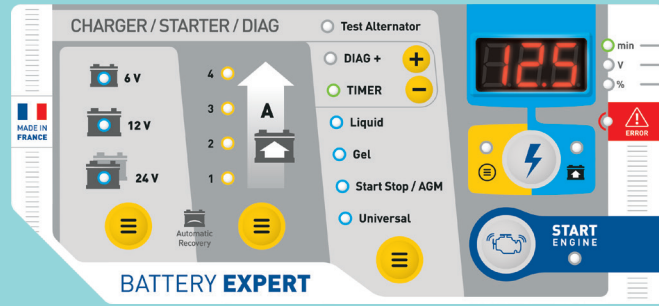 CHARGER / STARTER / DIAG
Test Alternator
DIAG +
TIMER
Liquid
Gel
Start Stop / AGM
Universal
6 V
12 V
24 V
4
3
2
1
A
Automatic
Recovery
MADE IN
FRANCE
12.5
min
V
%
ERROR
START
ENGINE
BATTERY EXPERT